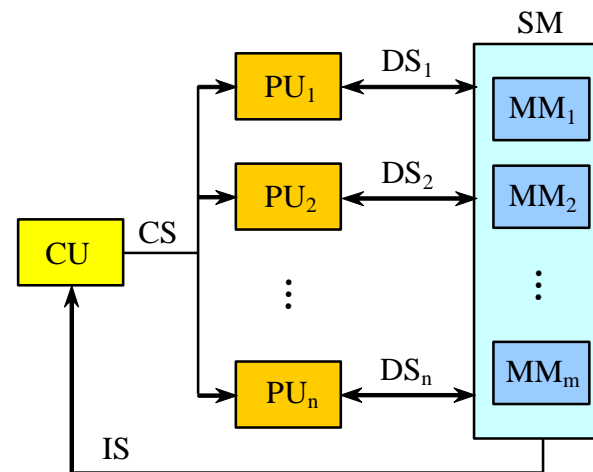 SM
PU₁
DS₁
MM₁
PU₂
DS₂
MM₂
CU
CS
⋮
⋮
PUₙ
DSₙ
MMₘ
IS